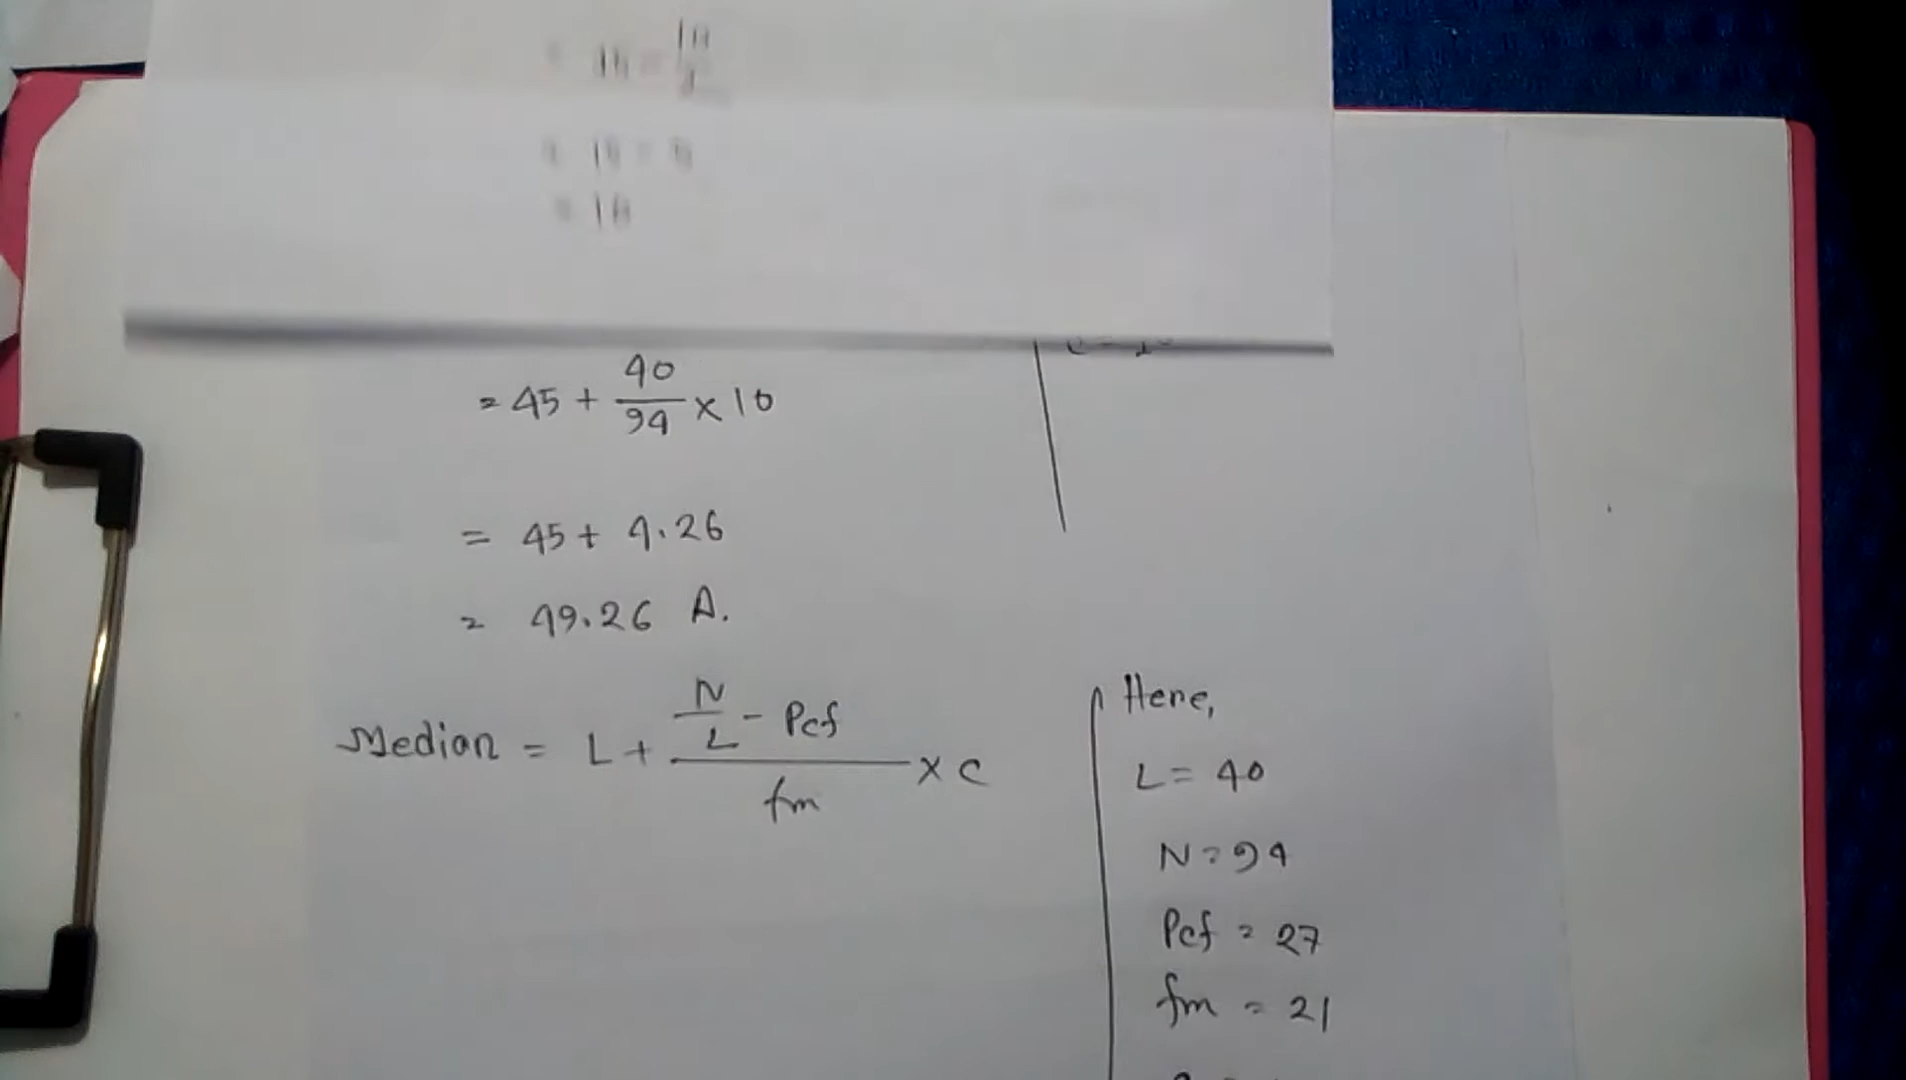 = 45 + 40/94 × 10
= 45 + 4.26
= 49.26 A.
Median = L + (N/2 - Pcf)/fm × c
Here,
L = 40
N = 94
Pcf = 27
fm = 21